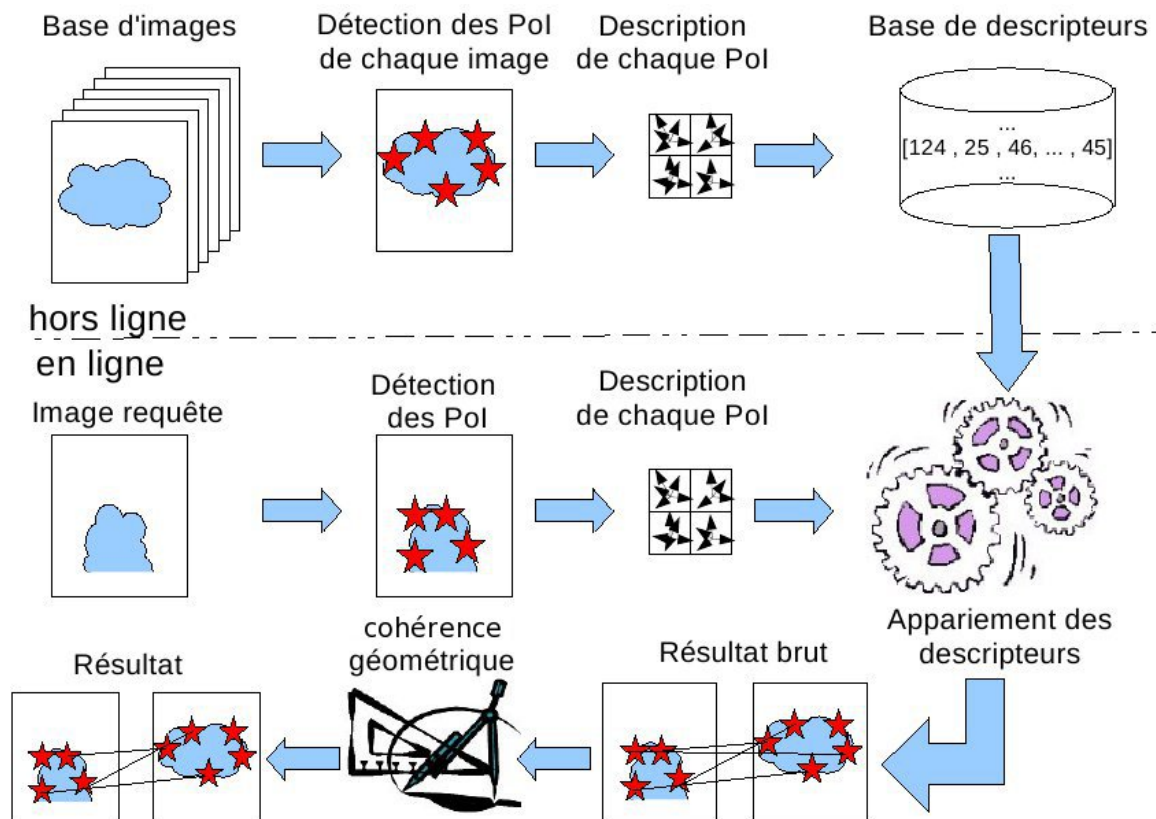 Base d'images
Détection des PoI
de chaque image
Description
de chaque PoI
Base de descripteurs
...
[124 , 25 , 46, ... , 45]
...
hors ligne
en ligne
Image requête
Détection
des PoI
Description
de chaque PoI
Appariement des
descripteurs
Résultat brut
cohérence
géométrique
Résultat